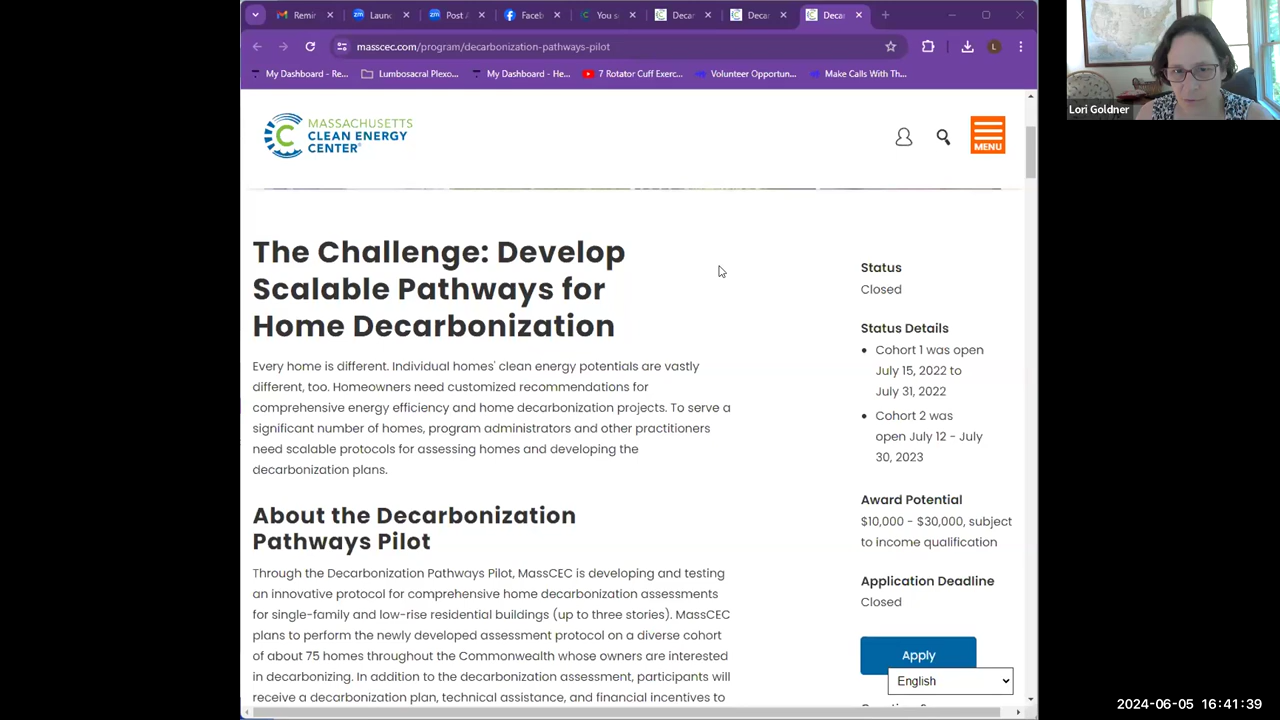 Remir
Launc
Post A
Faceb
You s
Decar
Decar
Decar
masscec.com/program/decarbonization-pathways-pilot
L
My Dashboard - Re...
Lumbosacral Plexo...
My Dashboard - He...
7 Rotator Cuff Exerc...
Volunteer Opportun...
Make Calls With Th...
Lori Goldner
MASSACHUSETTS
CLEAN ENERGY
CENTER
MENU
The Challenge: Develop
Scalable Pathways for
Home Decarbonization
Every home is different. Individual homes' clean energy potentials are vastly
different, too. Homeowners need customized recommendations for
comprehensive energy efficiency and home decarbonization projects. To serve a
significant number of homes, program administrators and other practitioners
need scalable protocols for assessing homes and developing the
decarbonization plans.
About the Decarbonization
Pathways Pilot
Through the Decarbonization Pathways Pilot, MassCEC is developing and testing
an innovative protocol for comprehensive home decarbonization assessments
for single-family and low-rise residential buildings (up to three stories). MassCEC
plans to perform the newly developed assessment protocol on a diverse cohort
of about 75 homes throughout the Commonwealth whose owners are interested
in decarbonizing. In addition to the decarbonization assessment, participants will
receive a decarbonization plan, technical assistance, and financial incentives to
Status
Closed
Status Details
Cohort 1 was open
July 15, 2022 to
July 31, 2022
Cohort 2 was
open July 12 - July
30, 2023
Award Potential
$10,000 - $30,000, subject
to income qualification
Application Deadline
Closed
Apply
English
2024-06-05 16:41:39